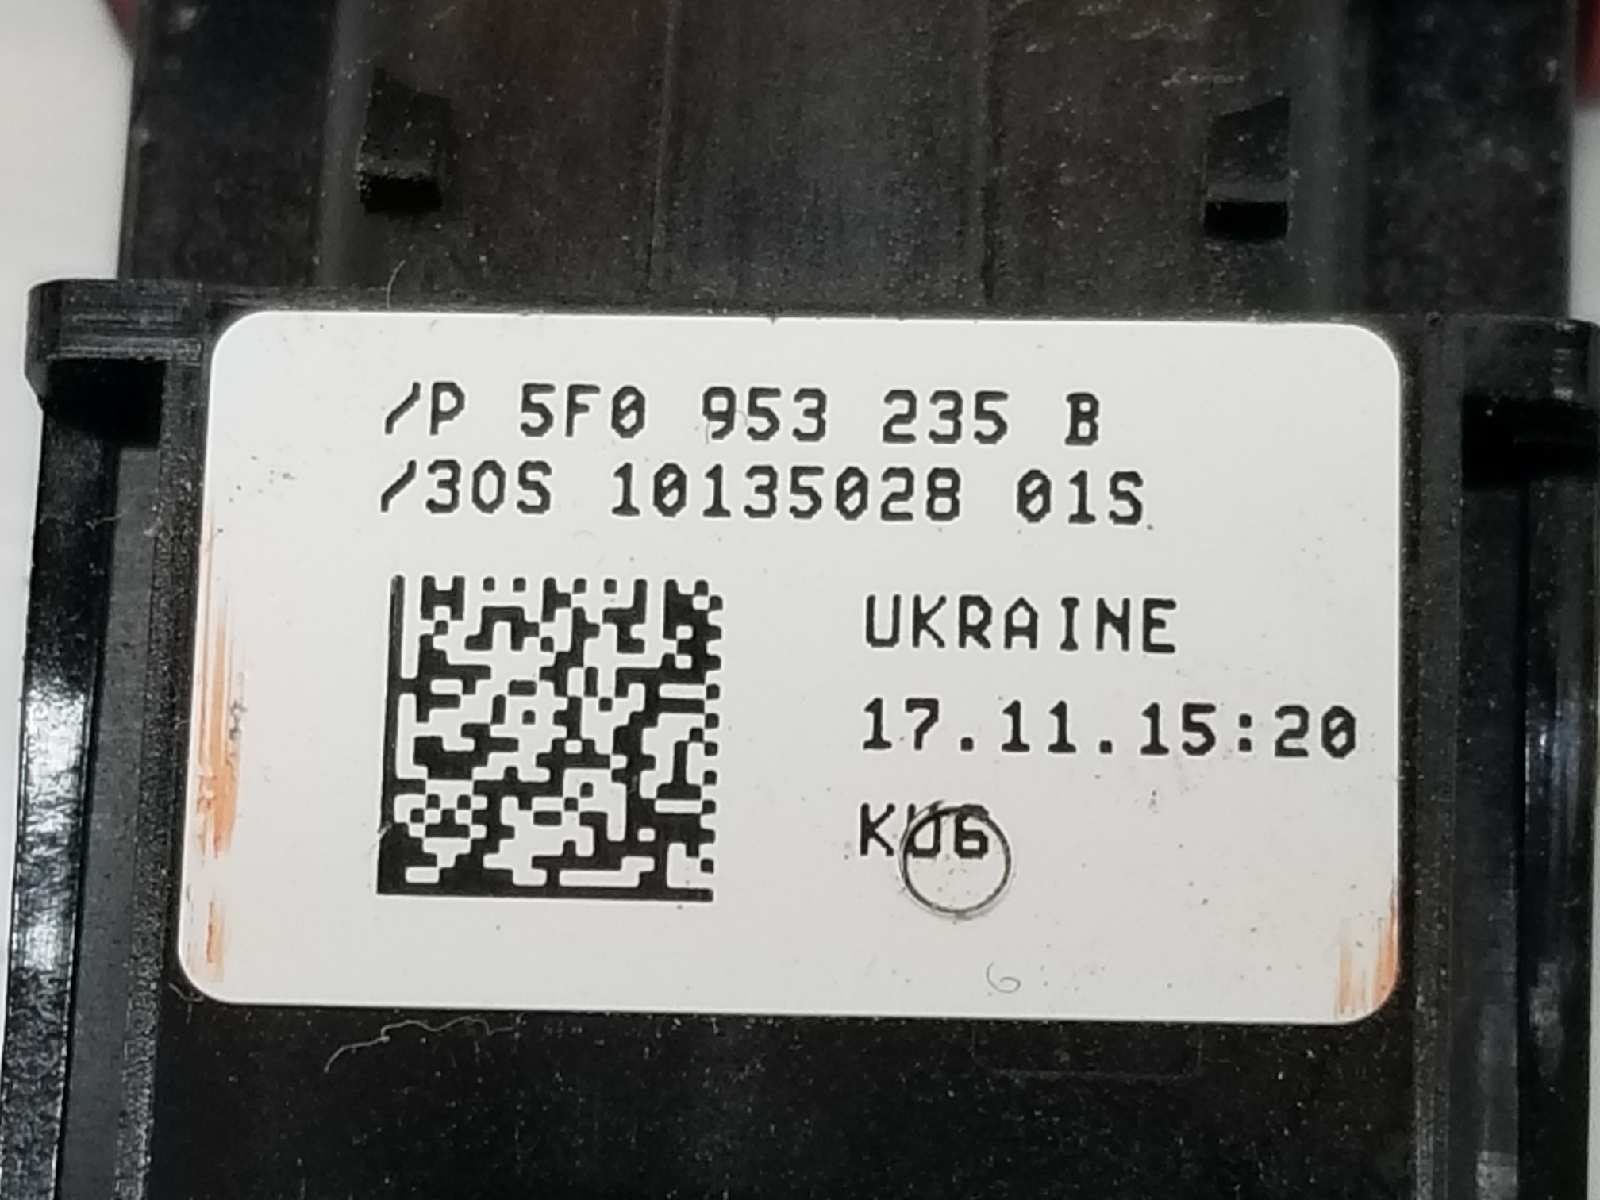 /P 5F0 953 235 B
/30S 10135028 01S
UKRAINE
17.11.15:20
KU6